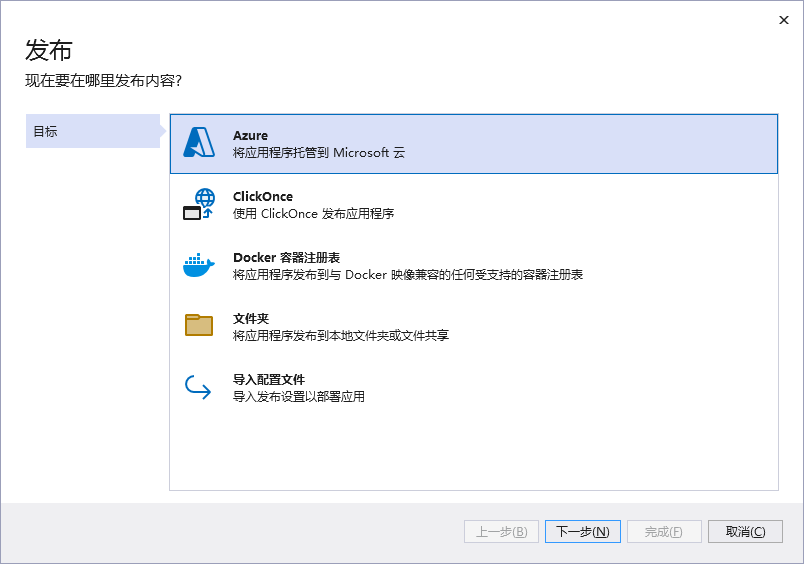 发布
现在要在哪里发布内容?
目标
Azure
将应用程序托管到 Microsoft 云
ClickOnce
使用 ClickOnce 发布应用程序
Docker 容器注册表
将应用程序发布到与 Docker 映像兼容的任何受支持的容器注册表
文件夹
将应用程序发布到本地文件夹或文件共享
导入配置文件
导入发布设置以部署应用
上一步(B)
下一步(N)
完成(F)
取消(C)